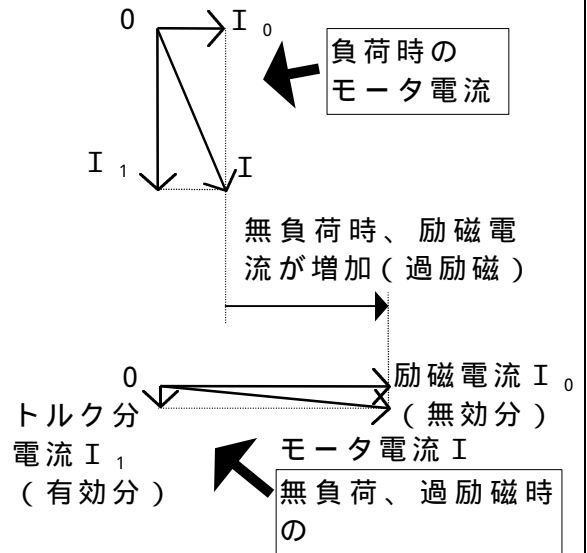 0
I₀
負荷時の
モータ電流
I₁
I
無負荷時、励磁電
流が増加(過励磁)
0
励磁電流I₀
(無効分)
トルク分
電流I₁
(有効分)
モータ電流I
無負荷、過励磁時
の